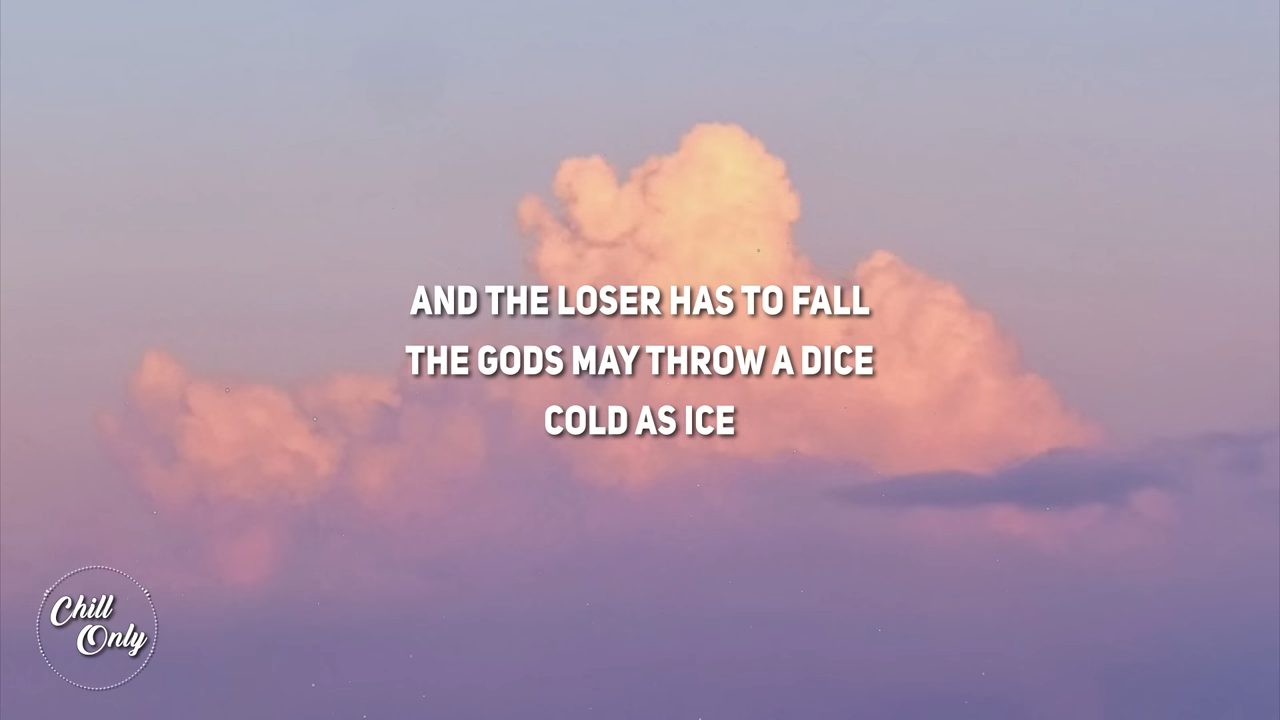 AND THE LOSER HAS TO FALL
THE GODS MAY THROW A DICE
COLD AS ICE
Chill
Only